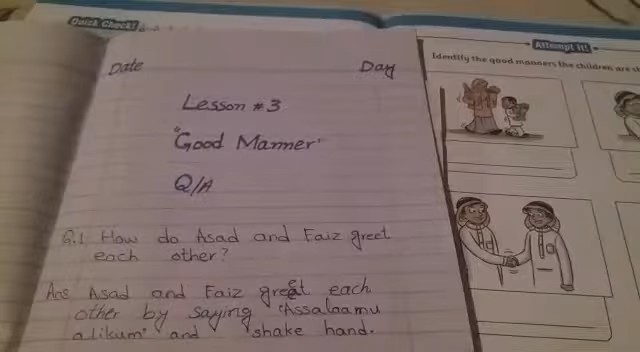 Quick Check!
Attempt it!
Identify the good manners the children are
Date
Day
Lesson # 3
"Good Manner"
Q/A
Q.1 How do Asad and Faiz greet
each other?
Ans Asad and Faiz greet each
other by saying "Assalaamu
alikum" and shake hand.